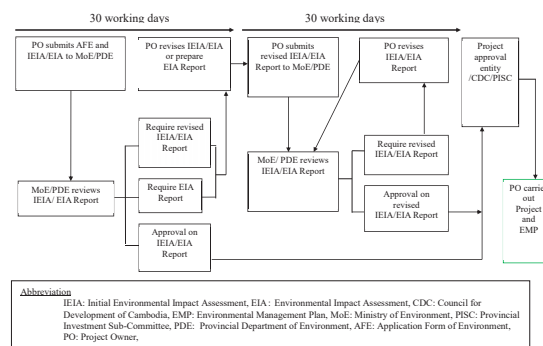 30 working days
30 working days
PO submits AFE and
IEIA/EIA to MoE/PDE
PO revises IEIA/EIA
or prepare
EIA Report
PO submits
revised IEIA/EIA
Report to MoE/PDE
PO revises
IEIA/EIA
Report
Project
approval
entity
/CDC/PISC
Require revised
IEIA/EIA
Report
Require revised
IEIA/EIA Report
MoE/PDE reviews
IEIA/ EIA Report
Require EIA
Report
MoE/ PDE reviews
IEIA/EIA Report
Approval on
revised
IEIA/EIA Report
PO carries
out
Project
and
EMP
Approval on
IEIA/EIA
Report
Abbreviation
IEIA: Initial Environmental Impact Assessment, EIA : Environmental Impact Assessment, CDC: Council for
Development of Cambodia, EMP: Environmental Management Plan, MoE: Ministry of Environment, PISC: Provincial
Investment Sub-Committee, PDE: Provincial Department of Environment, AFE: Application Form of Environment,
PO: Project Owner,